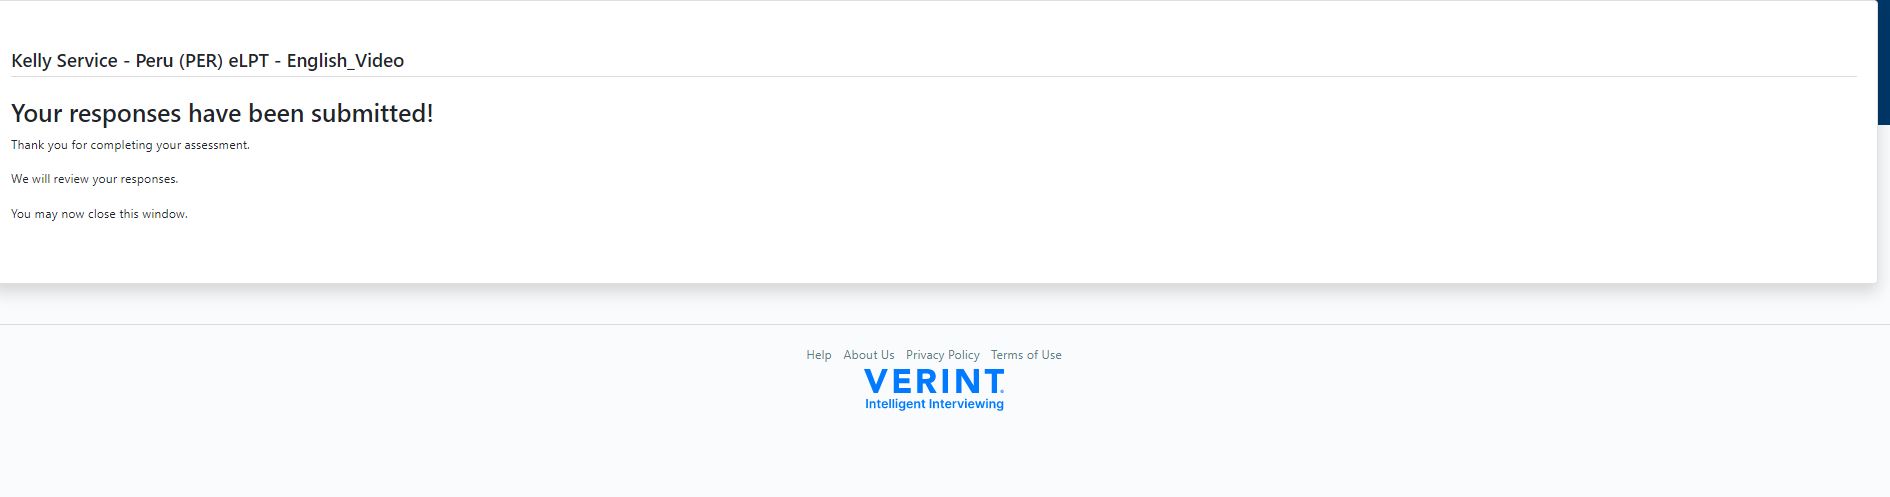 Kelly Service - Peru (PER) eLPT - English_Video
Your responses have been submitted!
Thank you for completing your assessment.
We will review your responses.
You may now close this window.
Help About Us Privacy Policy Terms of Use
VERINT
Intelligent Interviewing